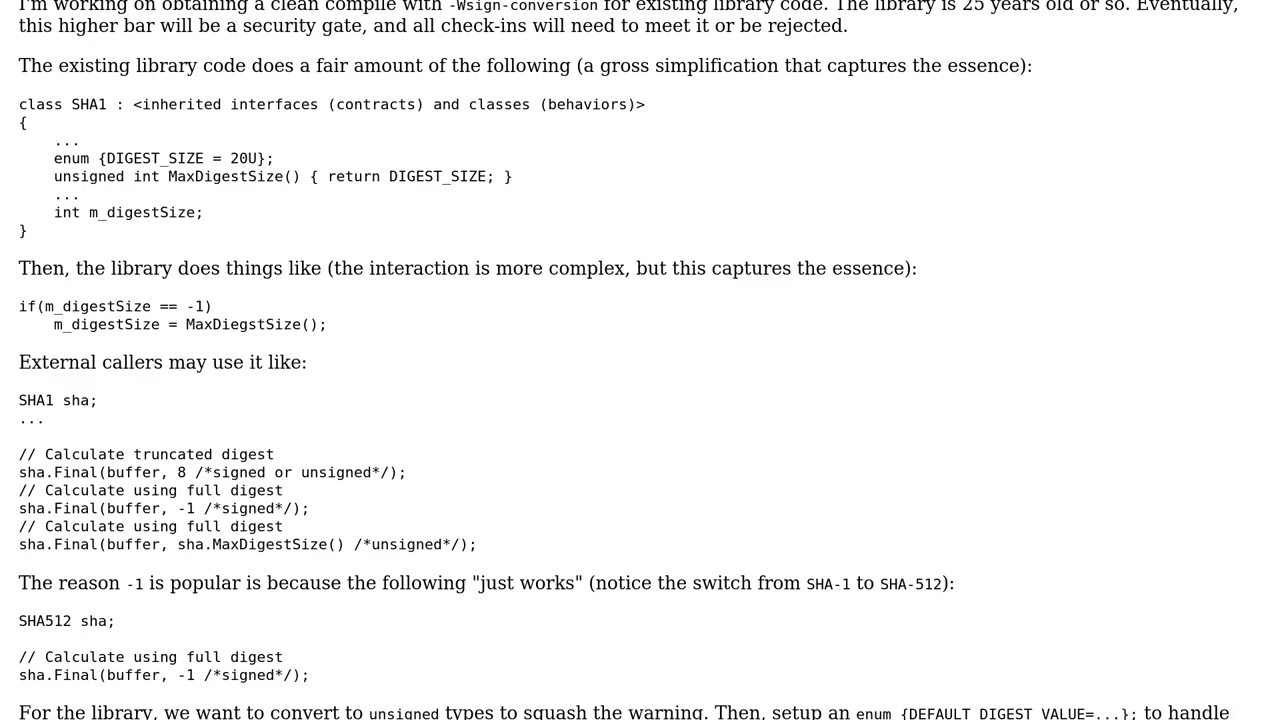 I'm working on obtaining a clean compile with -Wsign-conversion for existing library code. The library is 25 years old or so. Eventually,
this higher bar will be a security gate, and all check-ins will need to meet it or be rejected.
The existing library code does a fair amount of the following (a gross simplification that captures the essence):
class SHA1 : <inherited interfaces (contracts) and classes (behaviors)>
{
    ...
    enum {DIGEST_SIZE = 20U};
    unsigned int MaxDigestSize() { return DIGEST_SIZE; }
    ...
    int m_digestSize;
}
Then, the library does things like (the interaction is more complex, but this captures the essence):
if(m_digestSize == -1)
    m_digestSize = MaxDiegstSize();
External callers may use it like:
SHA1 sha;
...
// Calculate truncated digest
sha.Final(buffer, 8 /*signed or unsigned*/);
// Calculate using full digest
sha.Final(buffer, -1 /*signed*/);
// Calculate using full digest
sha.Final(buffer, sha.MaxDigestSize() /*unsigned*/);
The reason -1 is popular is because the following "just works" (notice the switch from SHA-1 to SHA-512):
SHA512 sha;
// Calculate using full digest
sha.Final(buffer, -1 /*signed*/);
For the library, we want to convert to unsigned types to squash the warning. Then, setup an enum {DEFAULT_DIGEST_VALUE=...}; to handle